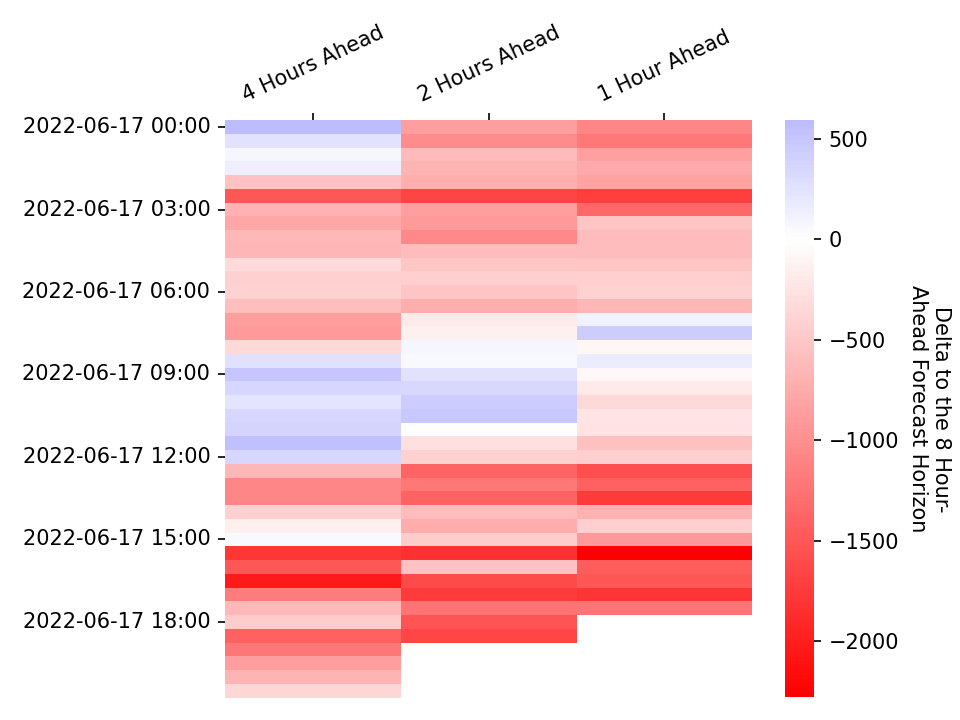 4 Hours Ahead
2 Hours Ahead
1 Hour Ahead
2022-06-17 00:00
2022-06-17 03:00
2022-06-17 06:00
2022-06-17 09:00
2022-06-17 12:00
2022-06-17 15:00
2022-06-17 18:00
500
0
−500
−1000
−1500
−2000
Delta to the 8 Hour-
Ahead Forecast Horizon